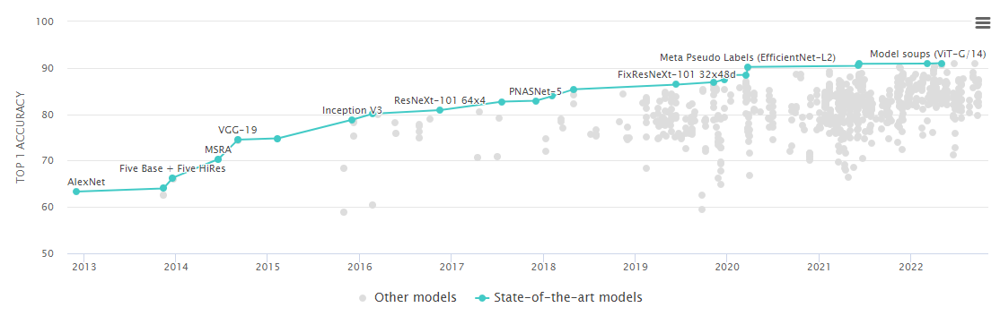 100
90
80
70
60
50
TOP 1 ACCURACY
AlexNet
Five Base + Five HiRes
MSRA
VGG-19
Inception V3
ResNeXt-101 64x4
PNASNet-5
FixResNeXt-101 32x48d
Meta Pseudo Labels (EfficientNet-L2)
Model soups (ViT-G/14)
2013 2014 2015 2016 2017 2018 2019 2020 2021 2022
Other models State-of-the-art models